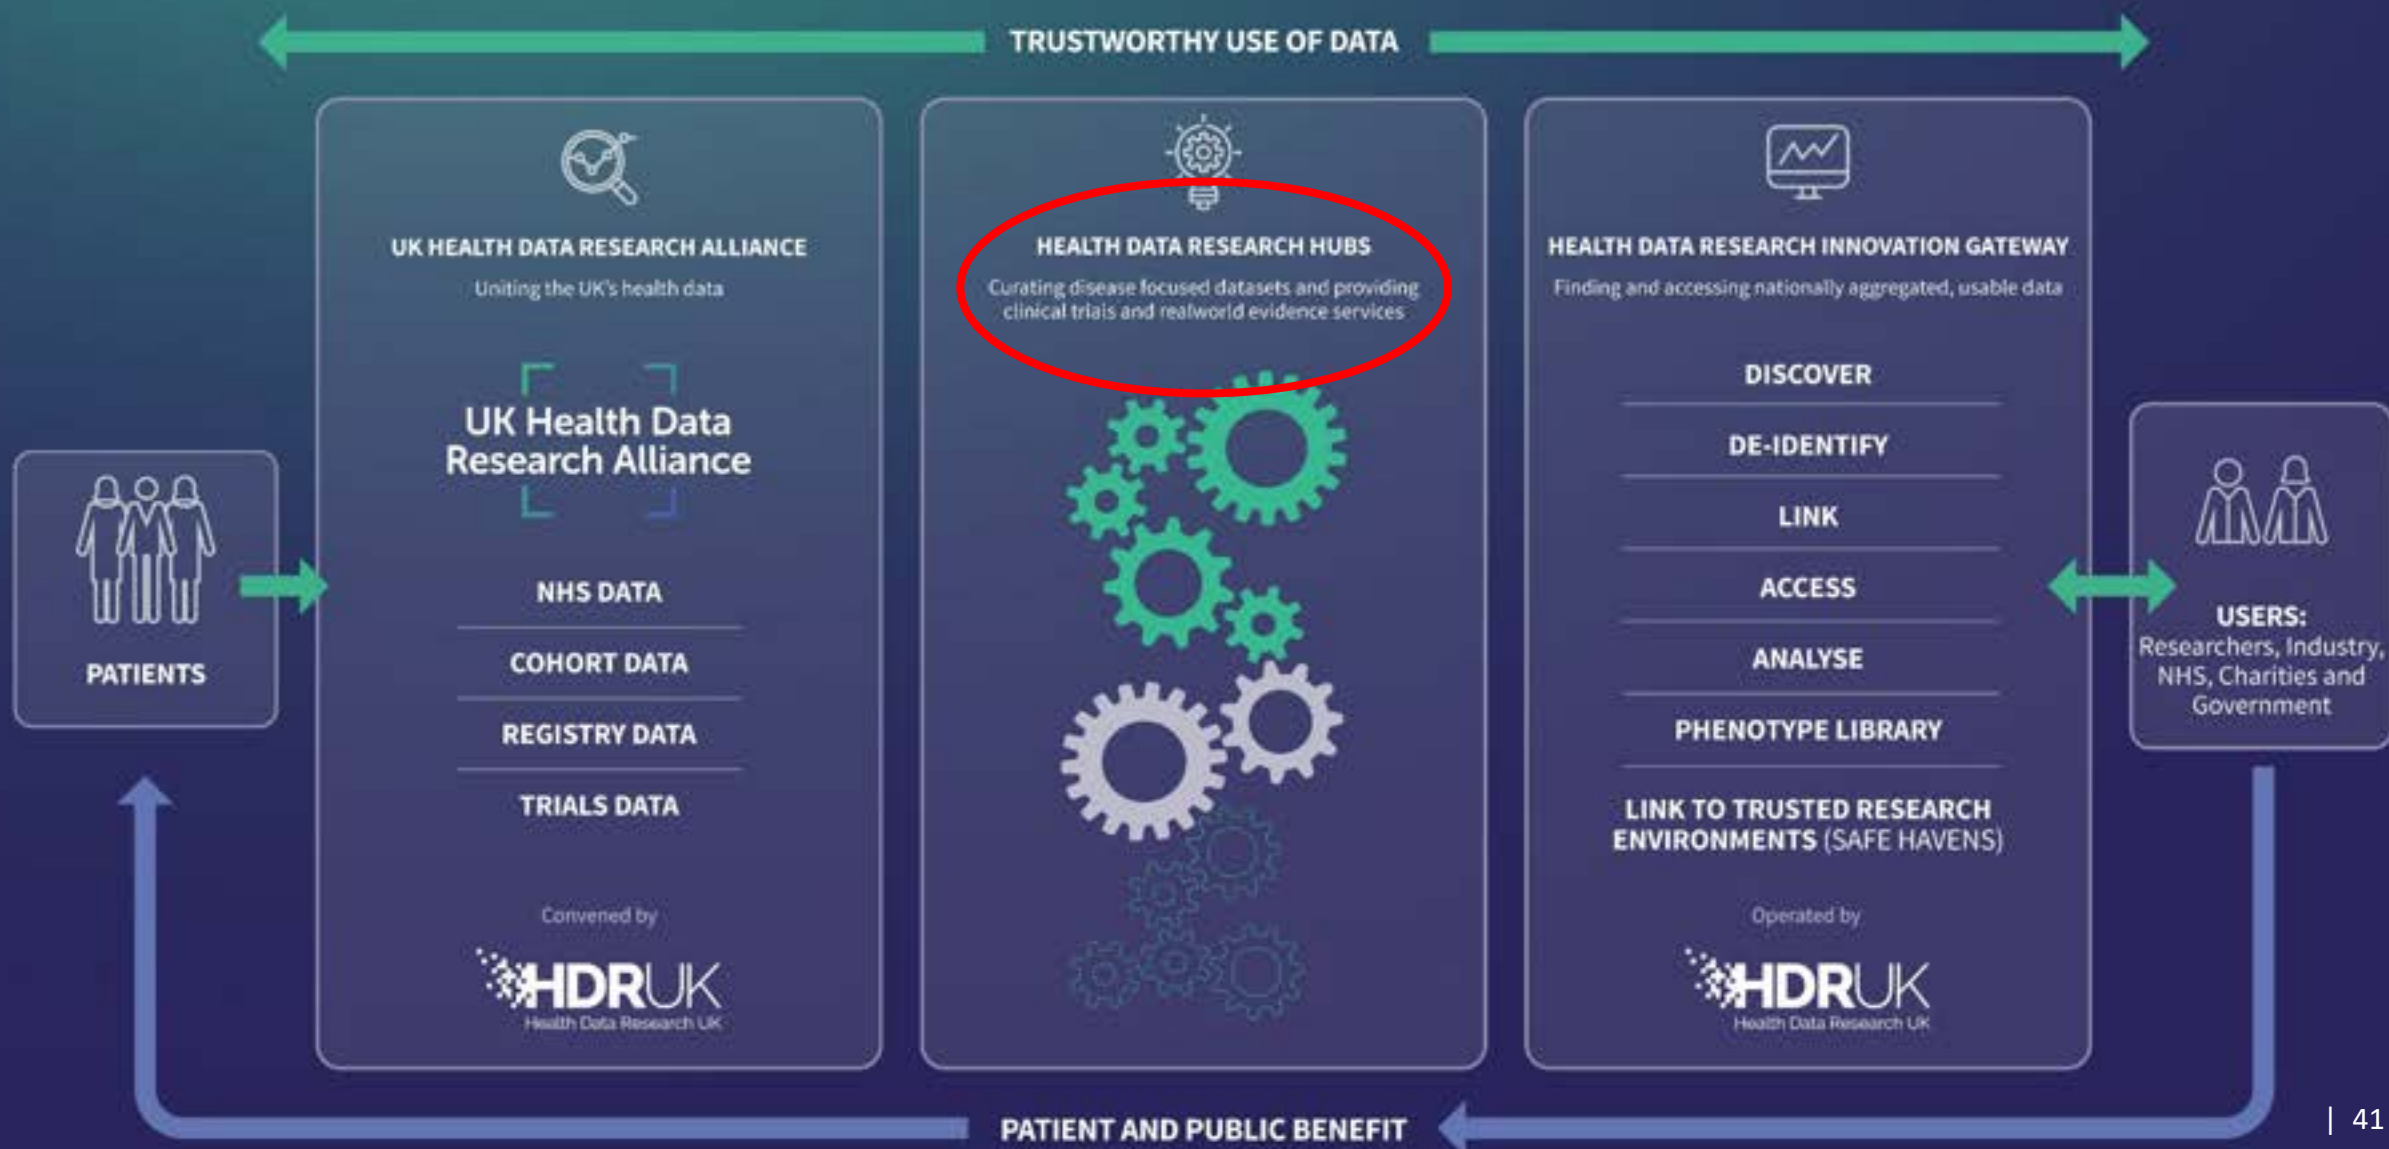 TRUSTWORTHY USE OF DATA
PATIENTS
UK HEALTH DATA RESEARCH ALLIANCE
Uniting the UK's health data
UK Health Data
Research Alliance
NHS DATA
COHORT DATA
REGISTRY DATA
TRIALS DATA
Convened by
HDRUK
Health Data Research UK
HEALTH DATA RESEARCH HUBS
Curating disease focused datasets and providing
clinical trials and realworld evidence services
HEALTH DATA RESEARCH INNOVATION GATEWAY
Finding and accessing nationally aggregated, usable data
DISCOVER
DE-IDENTIFY
LINK
ACCESS
ANALYSE
PHENOTYPE LIBRARY
LINK TO TRUSTED RESEARCH
ENVIRONMENTS (SAFE HAVENS)
Operated by
HDRUK
Health Data Research UK
USERS:
Researchers, Industry,
NHS, Charities and
Government
PATIENT AND PUBLIC BENEFIT
| 41